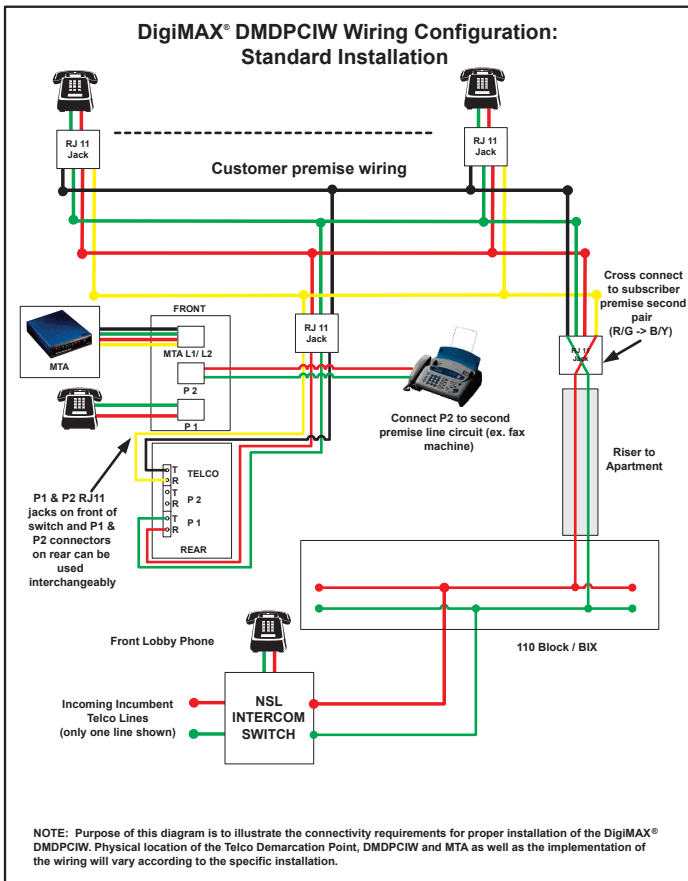 DigiMAX® DMDPCIW Wiring Configuration:
Standard Installation
RJ 11
Jack
RJ 11
Jack
Customer premise wiring
Cross connect
to subscriber
premise second
pair
(R/G -> B/Y)
FRONT
MTA L1/ L2
P 2
P 1
MTA
RJ 11
Jack
RJ 11
Jack
Connect P2 to second
premise line circuit (ex. fax
machine)
Riser to
Apartment
P1 & P2 RJ11
jacks on front of
switch and P1 &
P2 connectors
on rear can be
used
interchangeably
T
R
TELCO
T
R
P 2
T
R
P 1
REAR
110 Block / BIX
Front Lobby Phone
Incoming Incumbent
Telco Lines
(only one line shown)
NSL
INTERCOM
SWITCH
NOTE: Purpose of this diagram is to illustrate the connectivity requirements for proper installation of the DigiMAX®
DMDPCIW. Physical location of the Telco Demarcation Point, DMDPCIW and MTA as well as the implementation of
the wiring will vary according to the specific installation.